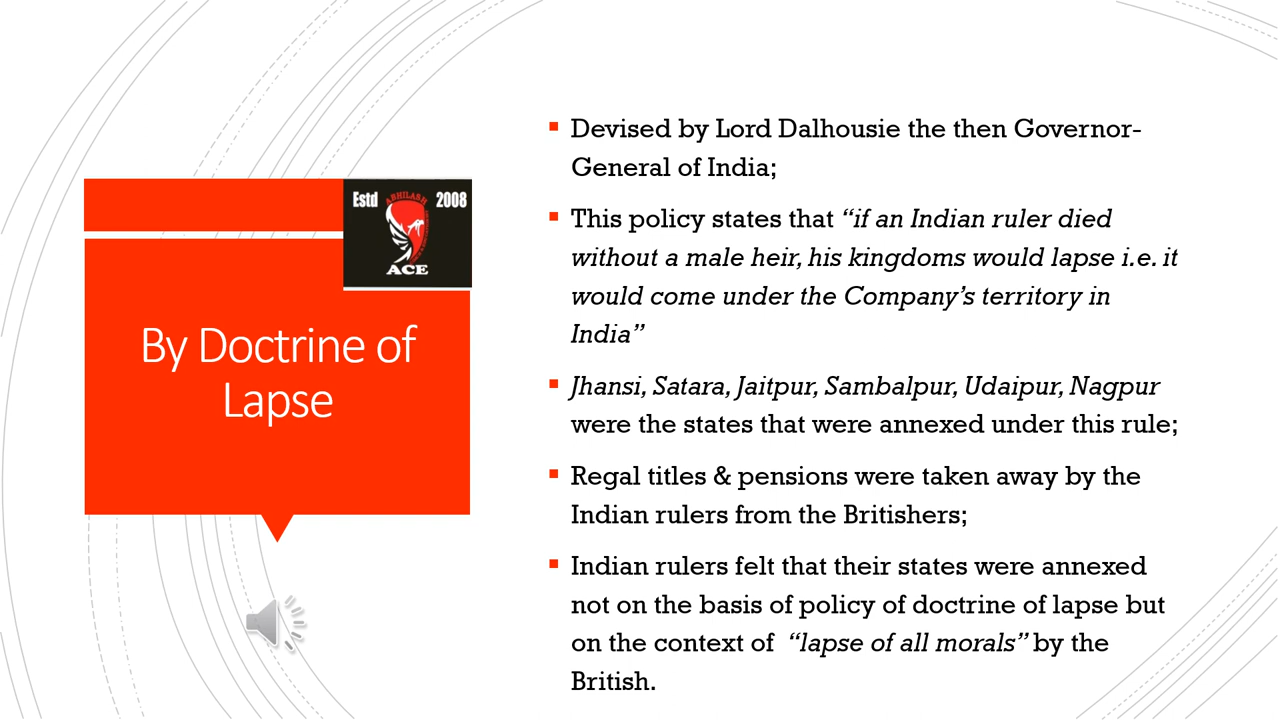 Estd 2008
ABHILASH
ACE
By Doctrine of
Lapse
▪ Devised by Lord Dalhousie the then Governor-
General of India;
▪ This policy states that “if an Indian ruler died
without a male heir, his kingdoms would lapse i.e. it
would come under the Company’s territory in
India”
▪ Jhansi, Satara, Jaitpur, Sambalpur, Udaipur, Nagpur
were the states that were annexed under this rule;
▪ Regal titles & pensions were taken away by the
Indian rulers from the Britishers;
▪ Indian rulers felt that their states were annexed
not on the basis of policy of doctrine of lapse but
on the context of “lapse of all morals” by the
British.